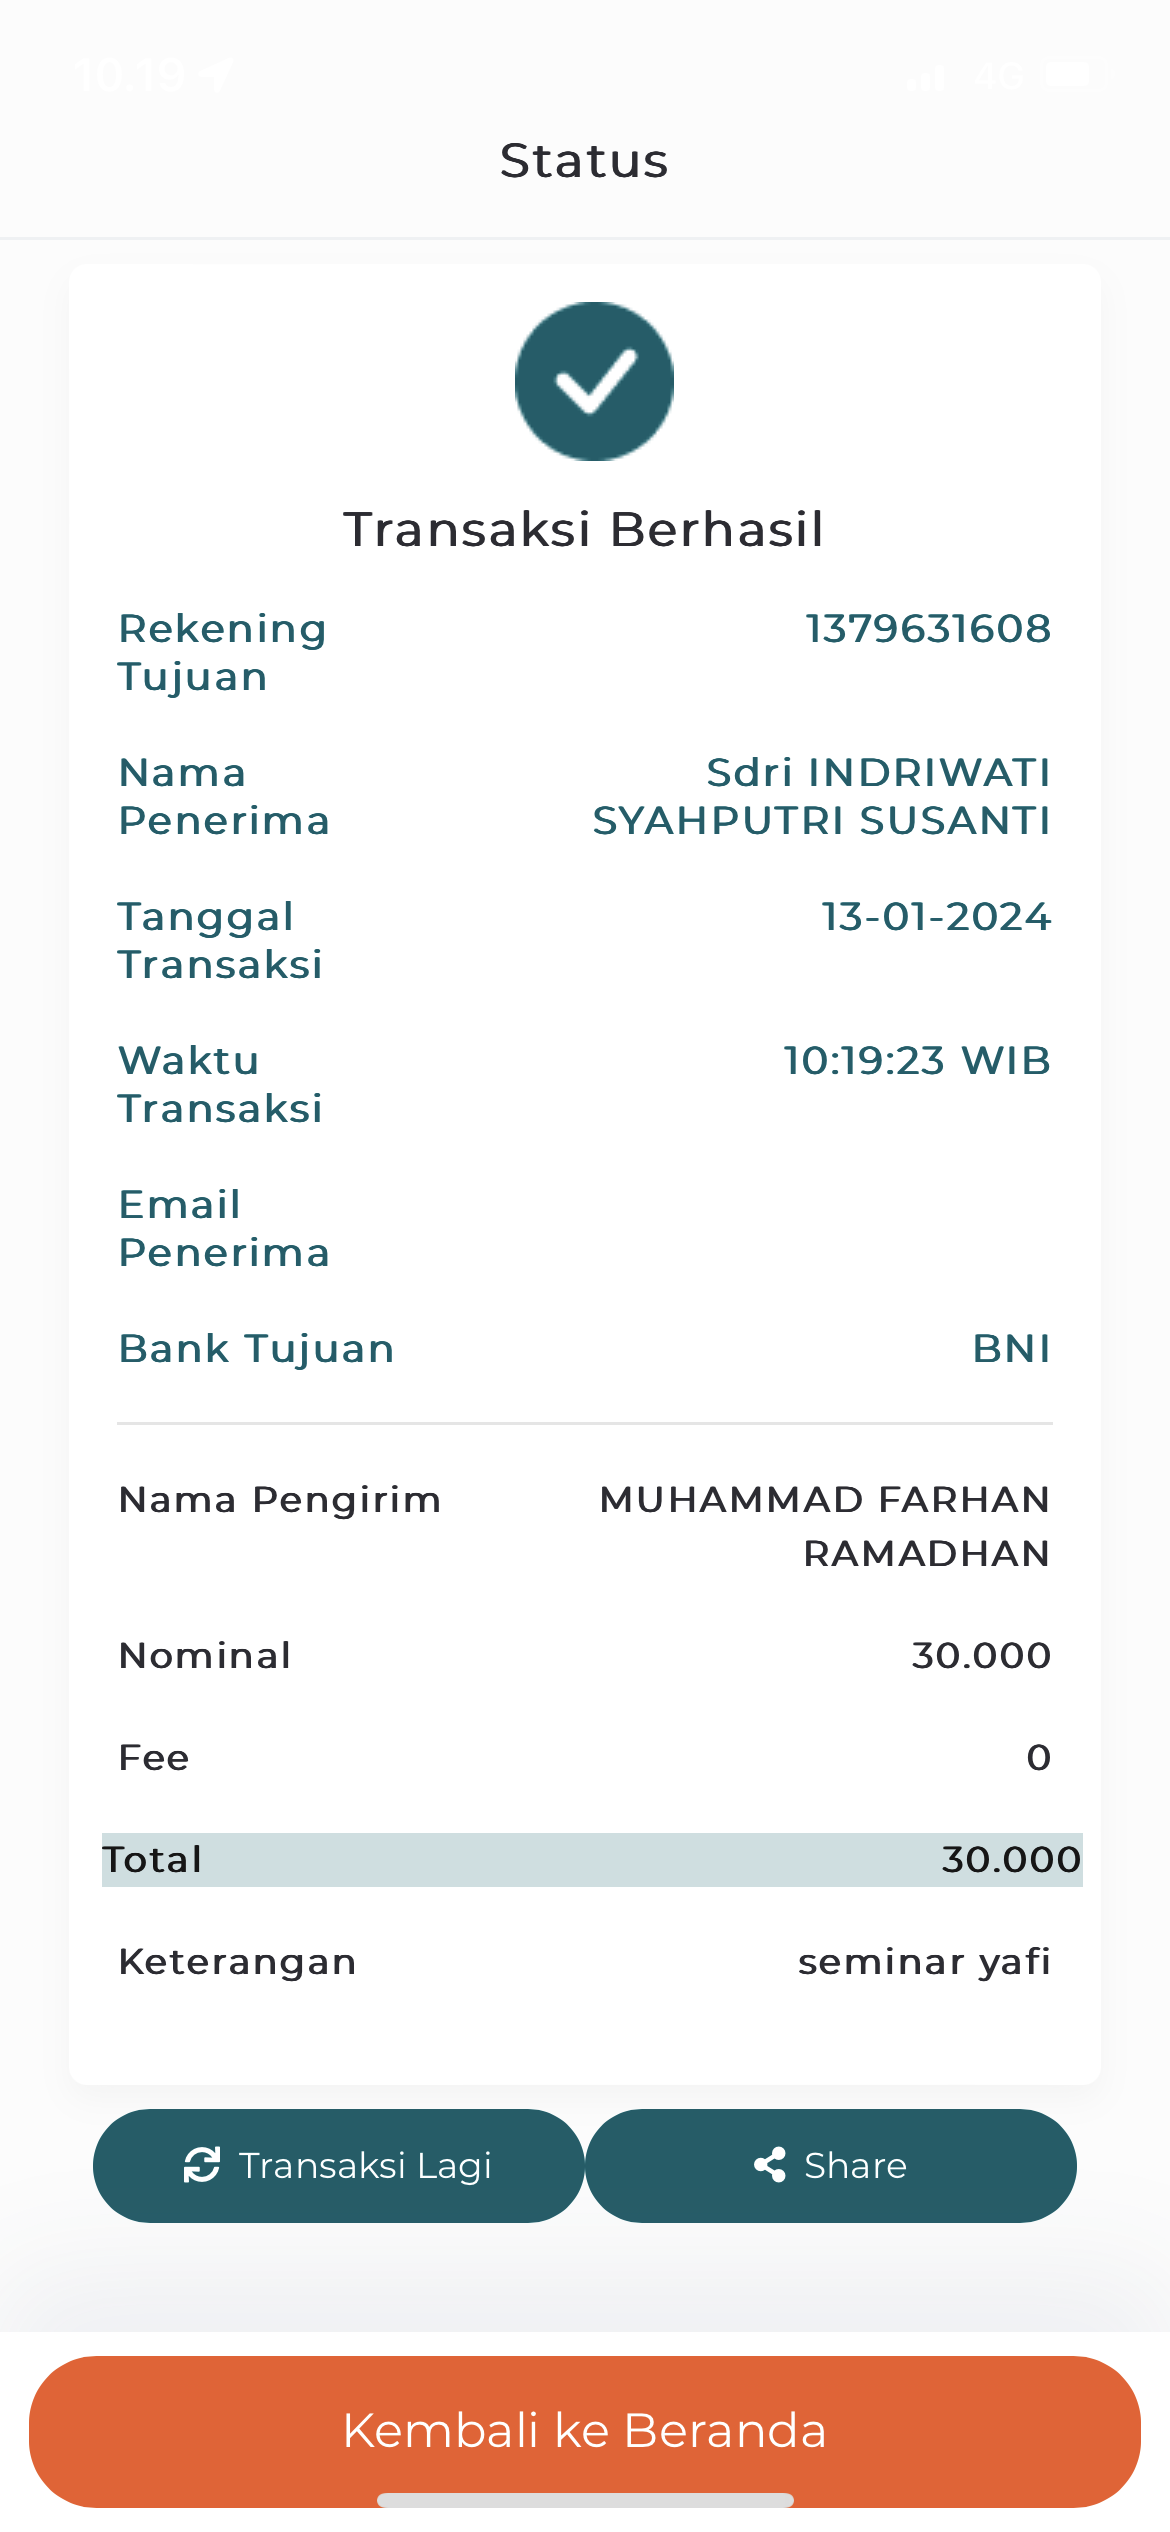 10.19
4G
Status
Transaksi Berhasil
Rekening 1379631608
Tujuan
Nama Sdri INDRIWATI
Penerima SYAHPUTRI SUSANTI
Tanggal 13-01-2024
Transaksi
Waktu 10:19:23 WIB
Transaksi
Email
Penerima
Bank Tujuan BNI
Nama Pengirim MUHAMMAD FARHAN
RAMADHAN
Nominal 30.000
Fee 0
Total 30.000
Keterangan seminar yafi
Transaksi Lagi Share
Kembali ke Beranda